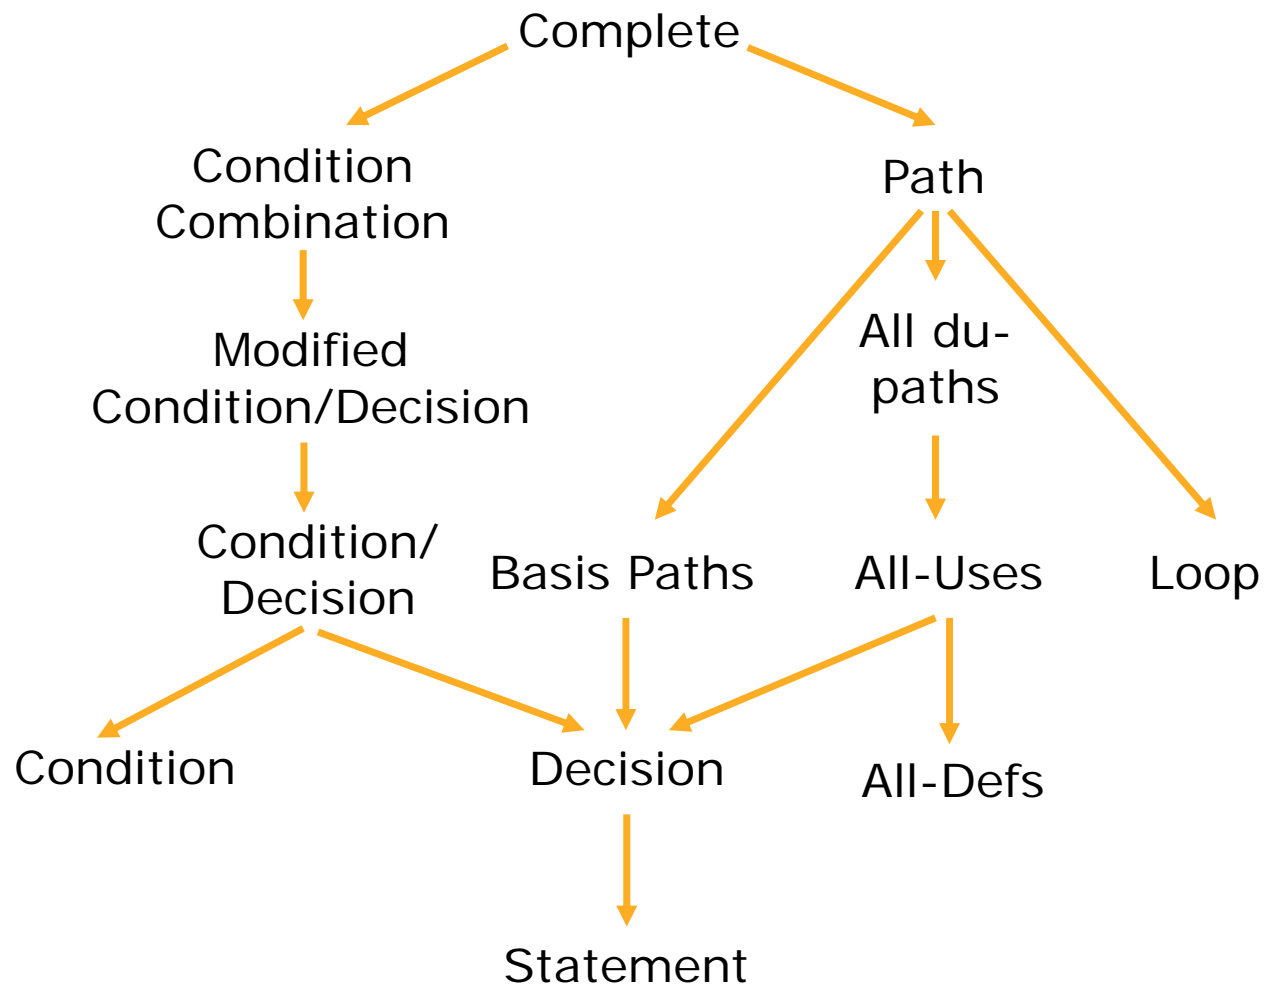 Complete
Condition
Combination
Path
Modified
Condition/Decision
All du-
paths
Condition/
Decision
Basis Paths
All-Uses
Loop
Condition
Decision
All-Defs
Statement